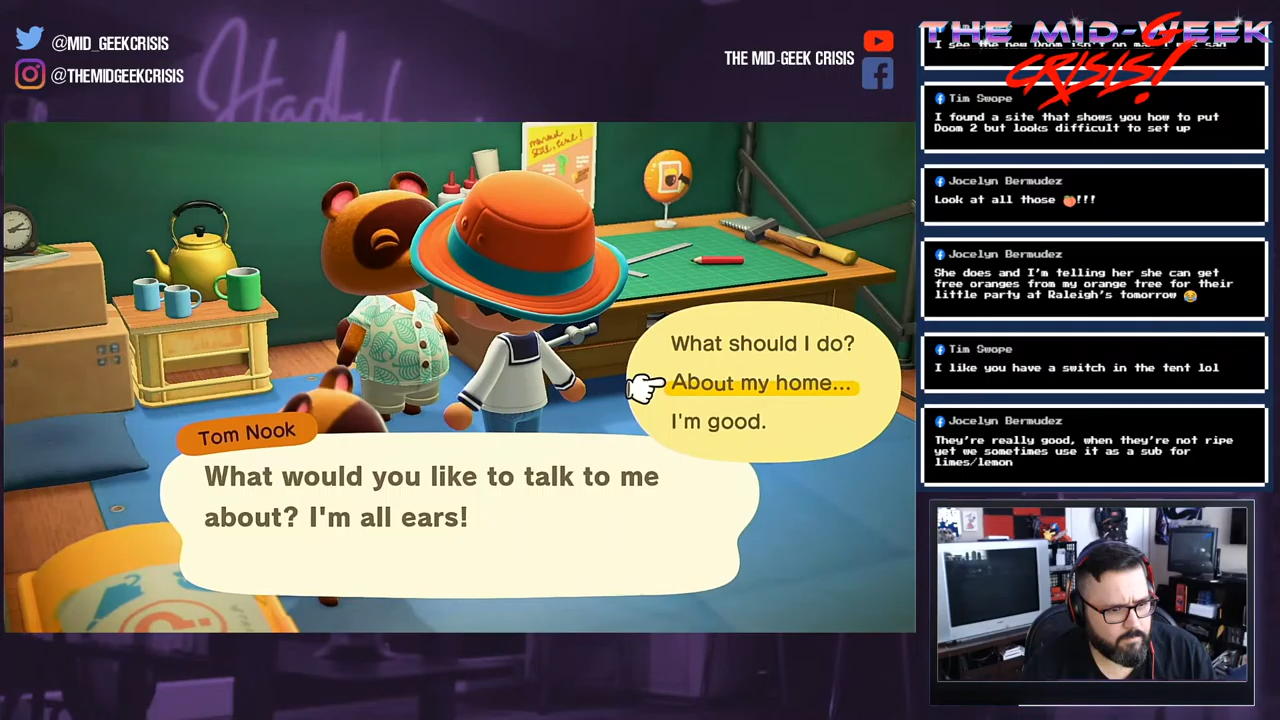 @MID_GEEKCRISIS
@THEMIDGEEKCRISIS
THE MID-GEEK CRISIS
THE MID-GEEK
CRISIS!
Tim Swope
I found a site that shows you how to put
Doom 2 but looks difficult to set up
Jocelyn Bermudez
Look at all those 🍑!!!
Jocelyn Bermudez
She does and I'm telling her she can get
free oranges from my orange tree for their
little party at Raleigh's tomorrow 😂
Tim Swope
I like you have a switch in the tent lol
Jocelyn Bermudez
They're really good, when they're not ripe
yet we sometimes use it as a sub for
limes/lemon
What should I do?
About my home...
I'm good.
Tom Nook
What would you like to talk to me
about? I'm all ears!